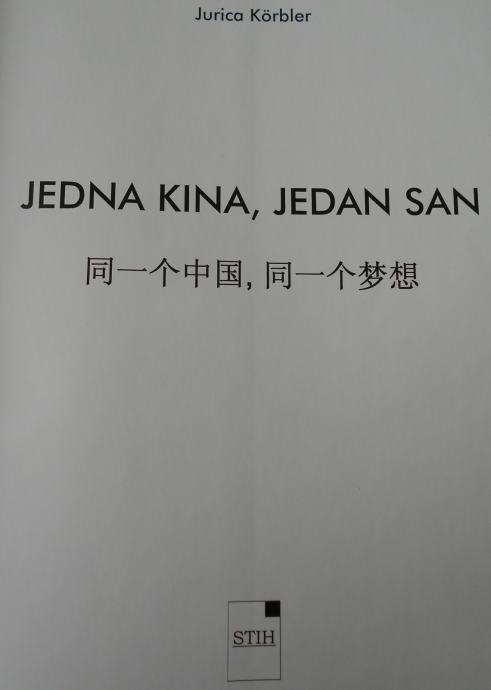 Jurica Körbler
JEDNA KINA, JEDAN SAN
同一个中国, 同一个梦想
STIH